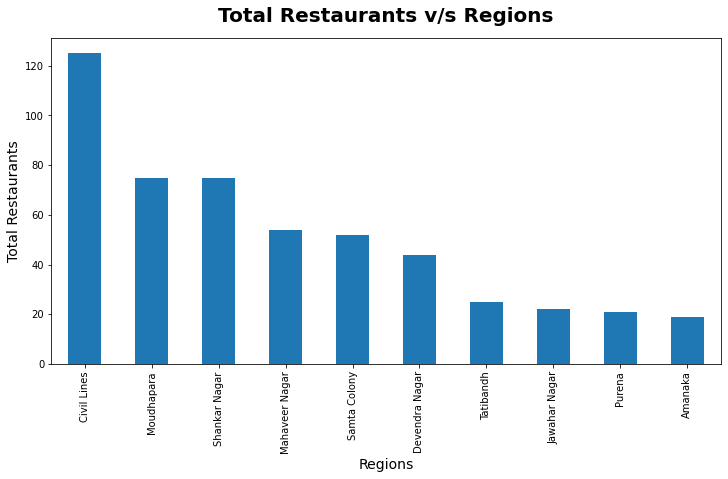 Total Restaurants v/s Regions
Total Restaurants
120
100
80
60
40
20
0
Civil Lines
Moudhapara
Shankar Nagar
Mahaveer Nagar
Samta Colony
Devendra Nagar
Tatibandh
Jawahar Nagar
Purena
Amanaka
Regions